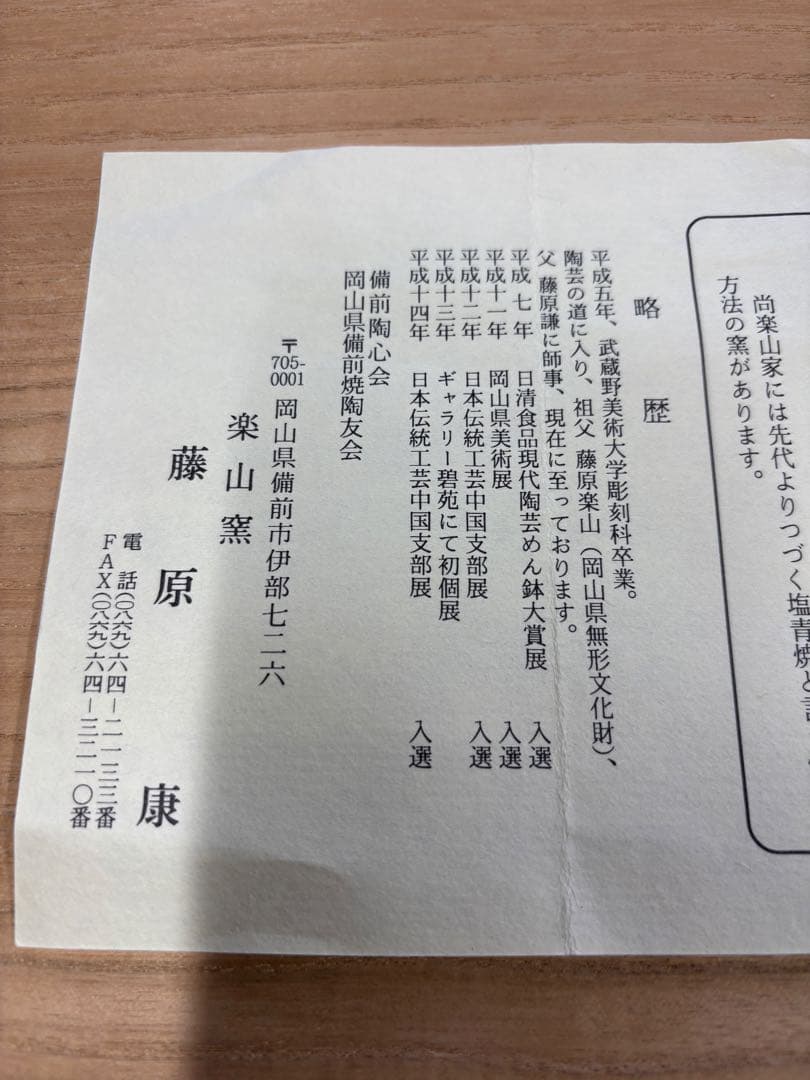 尚楽山家には先代よりつづく塩青焼と
方法の窯があります。
略歴
平成五年、武蔵野美術大学彫刻科卒業。
陶芸の道に入り、祖父 藤原楽山（岡山県無形文化財）、
父 藤原謙に師事、現在に至っております。
平成 七 年 日清食品現代陶芸めん鉢大賞展 入選
平成十一年 岡山県美術展 入選
平成十二年 日本伝統工芸中国支部展 入選
平成十三年 ギャラリー碧苑にて初個展
平成十四年 日本伝統工芸中国支部展 入選
備前陶心会
岡山県備前焼陶友会
〒705-0001 岡山県備前市伊部七二六
楽山窯
藤原 康
電 話（〇八六九）六四－二一三三番
ＦＡＸ（〇八六九）六四－三二一〇番